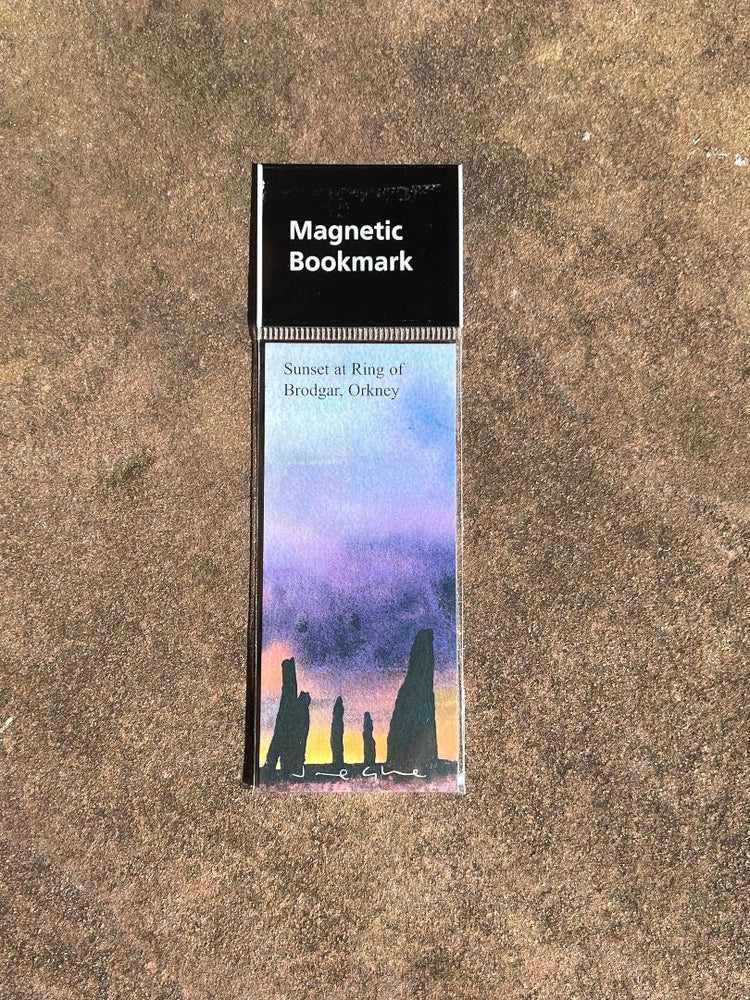 Magnetic
Bookmark
Sunset at Ring of
Brodgar, Orkney